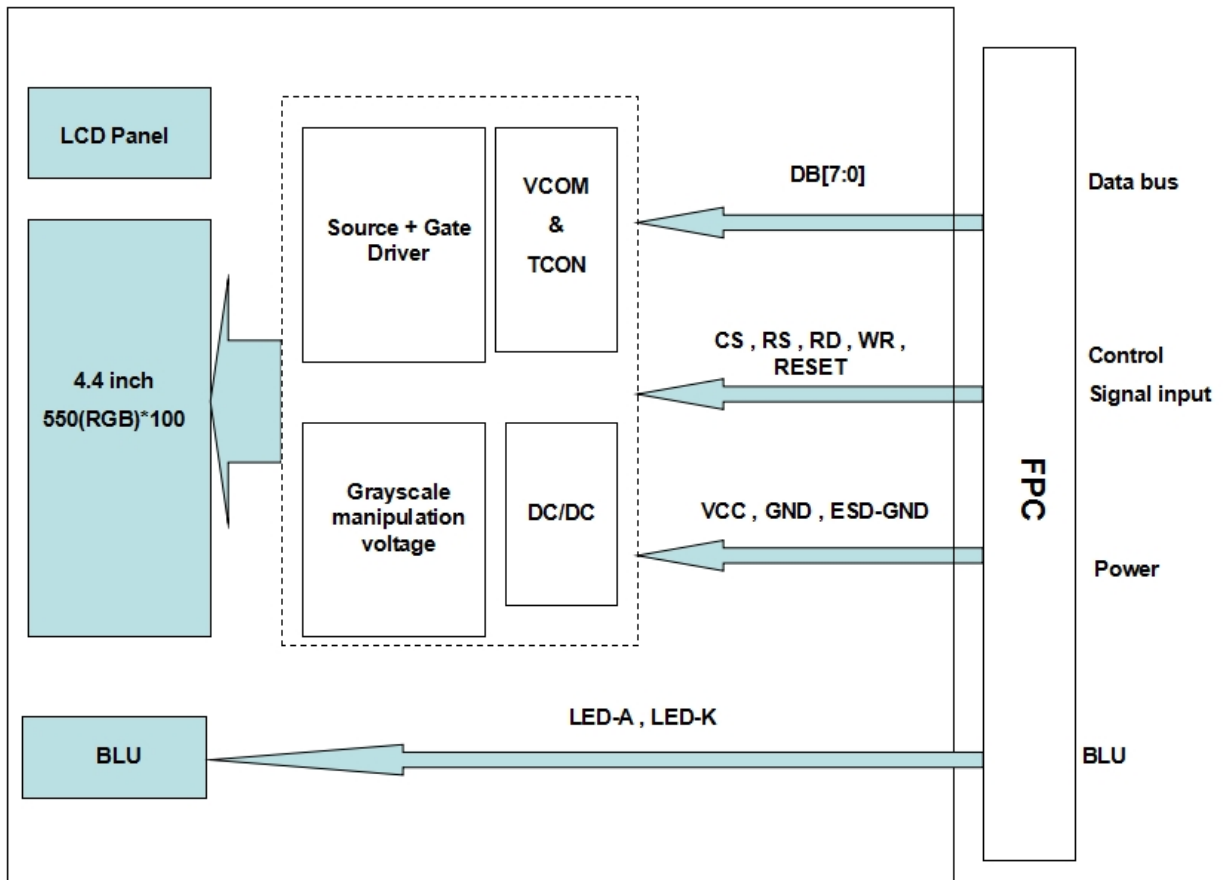 LCD Panel
4.4 inch
550(RGB)*100
BLU
Source + Gate
Driver
VCOM
&
TCON
Grayscale
manipulation
voltage
DC/DC
DB[7:0]
CS , RS , RD , WR ,
RESET
VCC , GND , ESD-GND
LED-A , LED-K
FPC
Data bus
Control
Signal input
Power
BLU